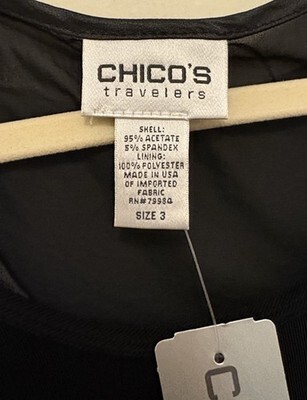 CHICO'S
travelers
SHELL:
95% ACETATE
5% SPANDEX
LINING:
100% POLYESTER
MADE IN USA
OF IMPORTED
FABRIC
RN#79984
SIZE 3
C